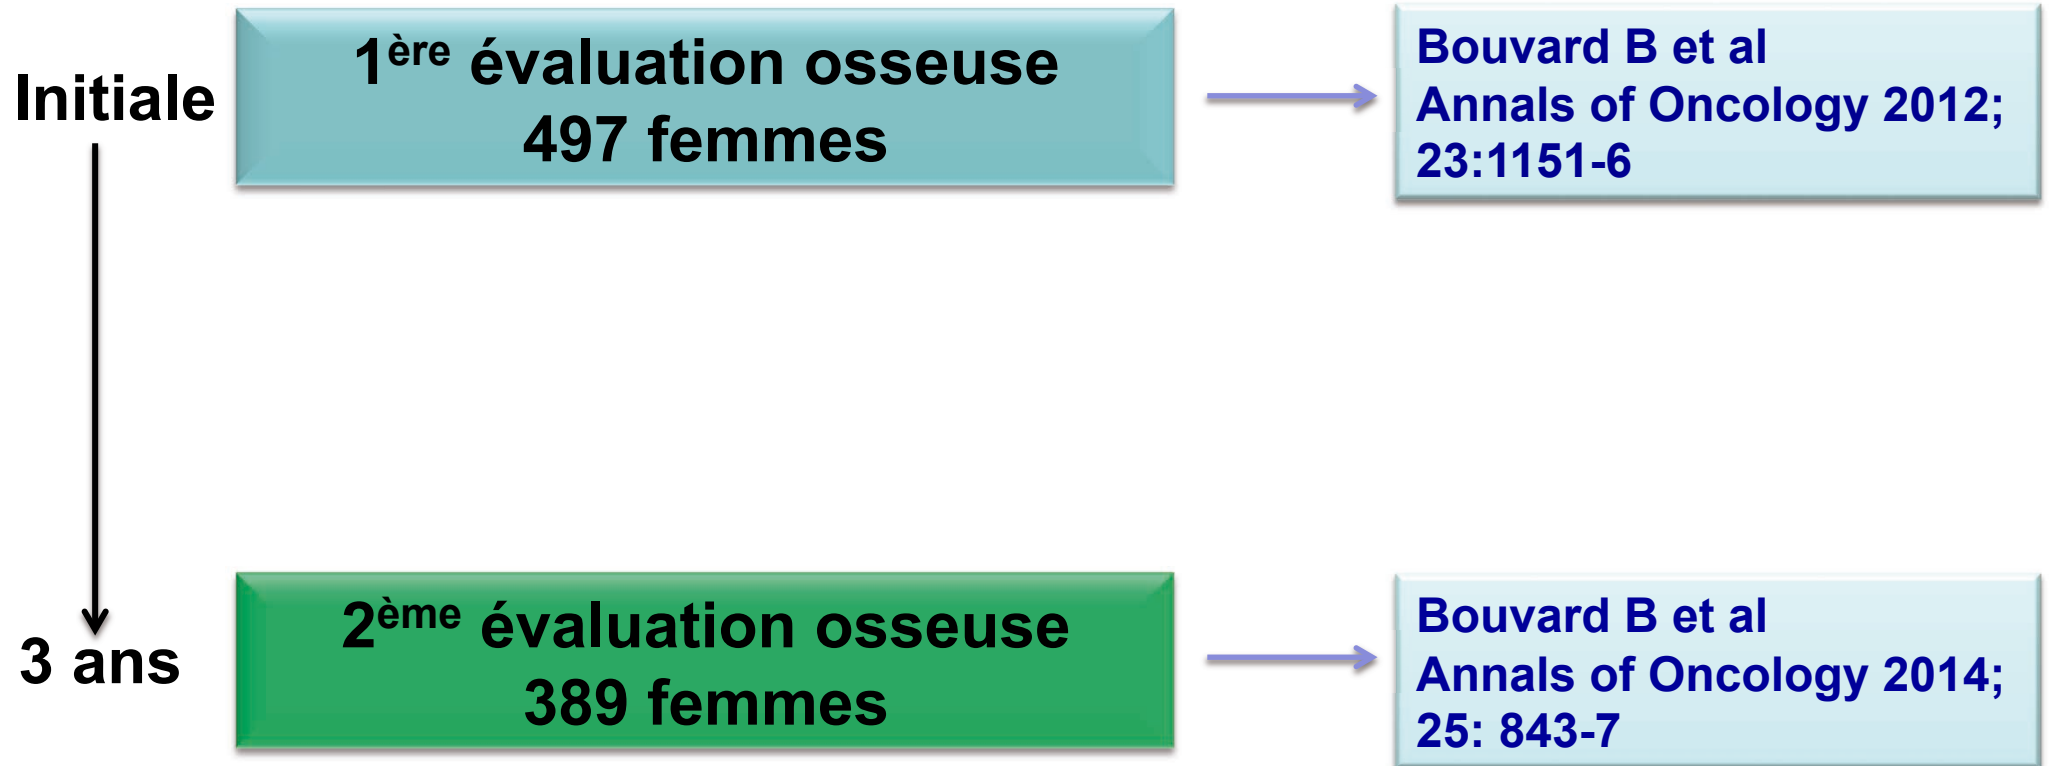 Initiale
1ère évaluation osseuse
497 femmes
Bouvard B et al
Annals of Oncology 2012;
23:1151-6
3 ans
2ème évaluation osseuse
389 femmes
Bouvard B et al
Annals of Oncology 2014;
25: 843-7